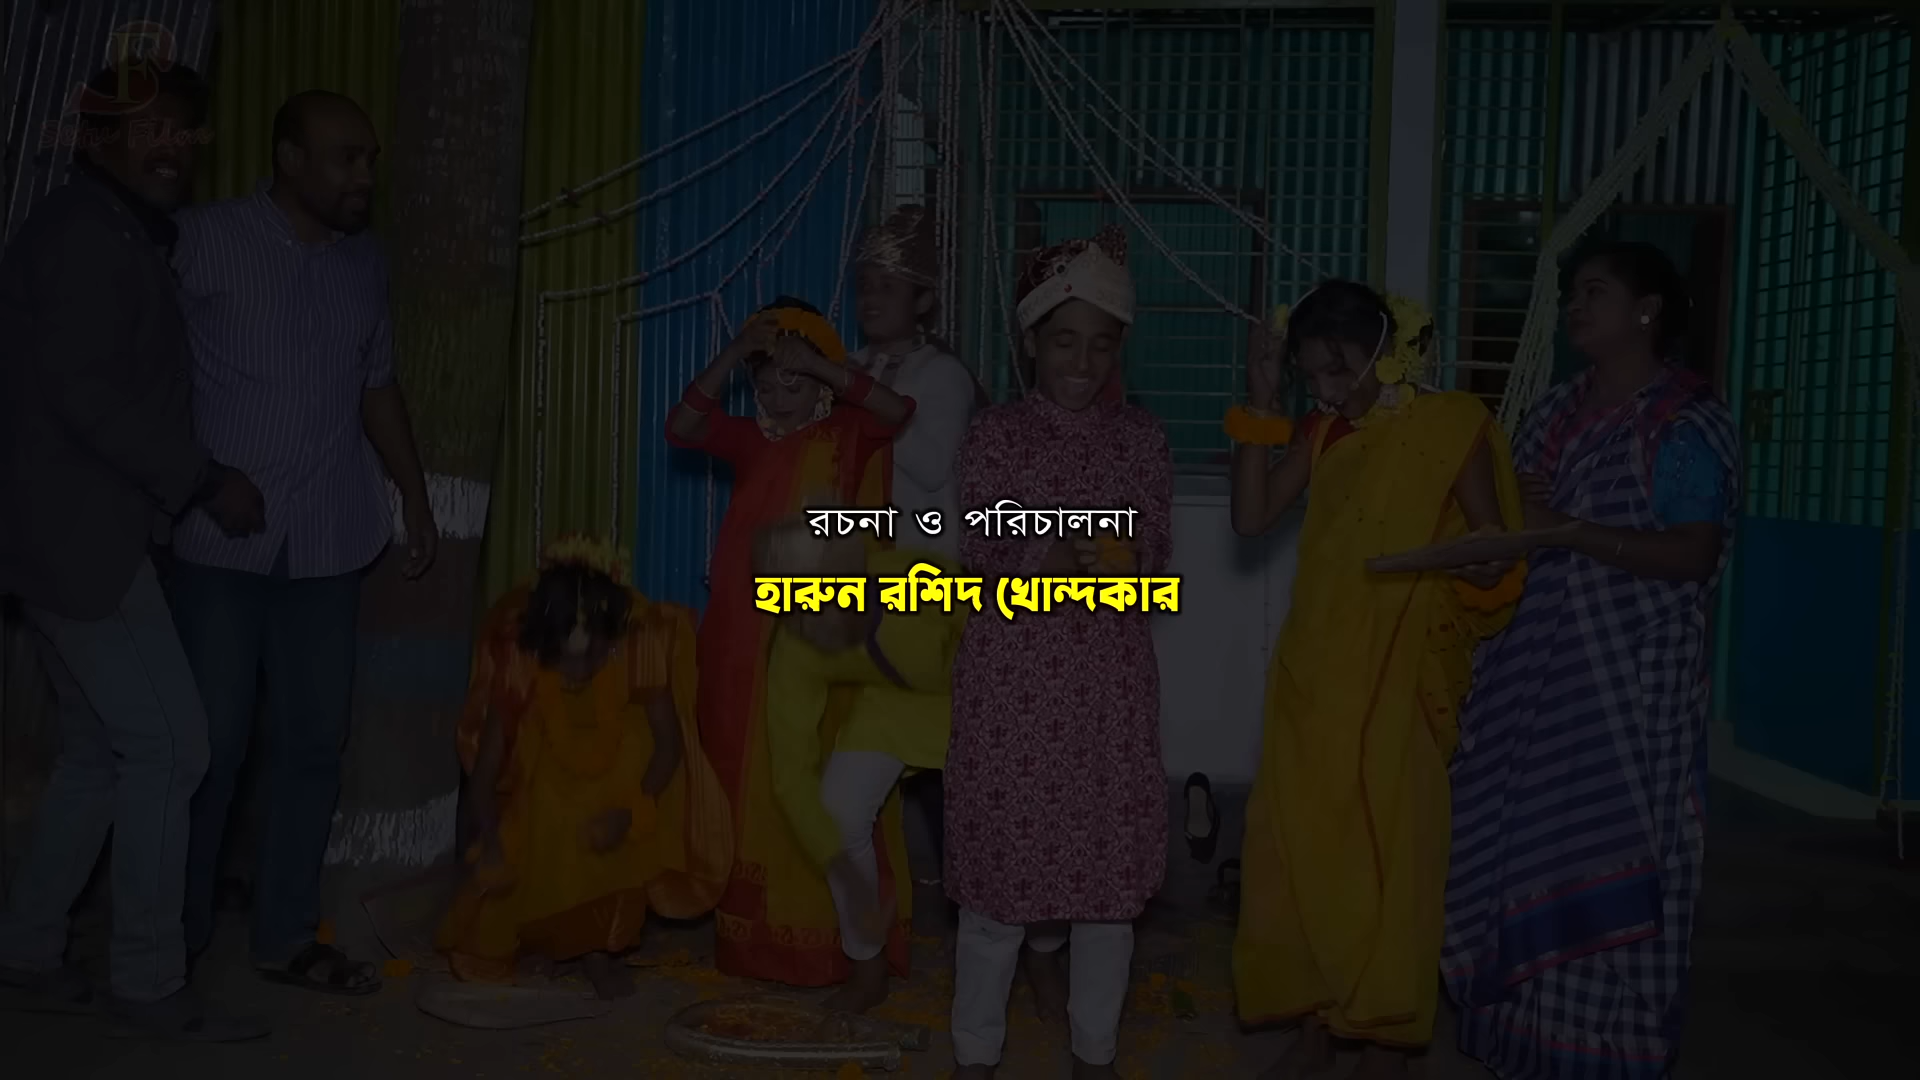 রচনা ও পরিচালনা
হারুন রশিদ খোন্দকার